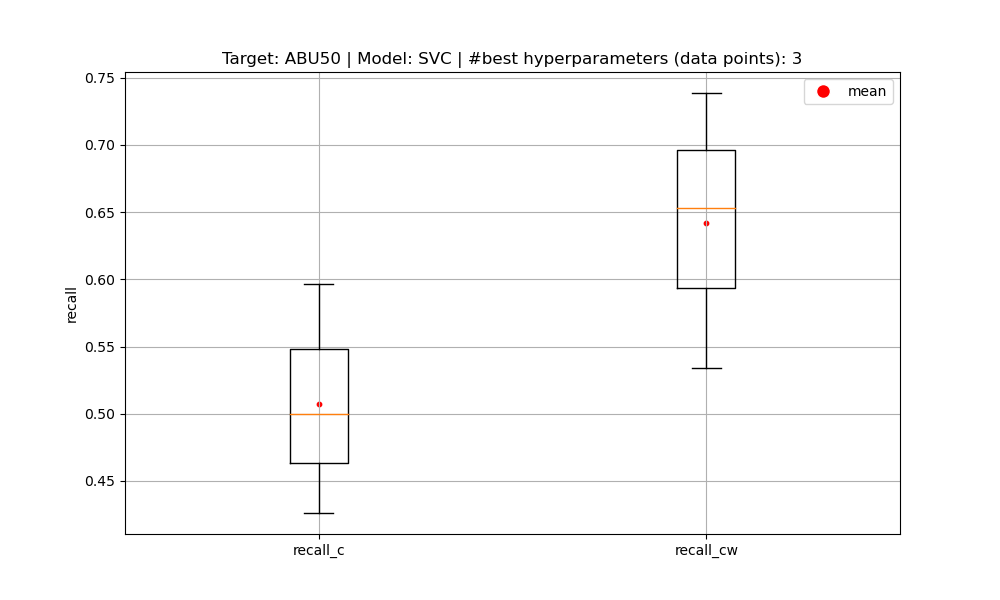 Target: ABU50 | Model: SVC | #best hyperparameters (data points): 3
mean
recall
0.75
0.70
0.65
0.60
0.55
0.50
0.45
recall_c
recall_cw